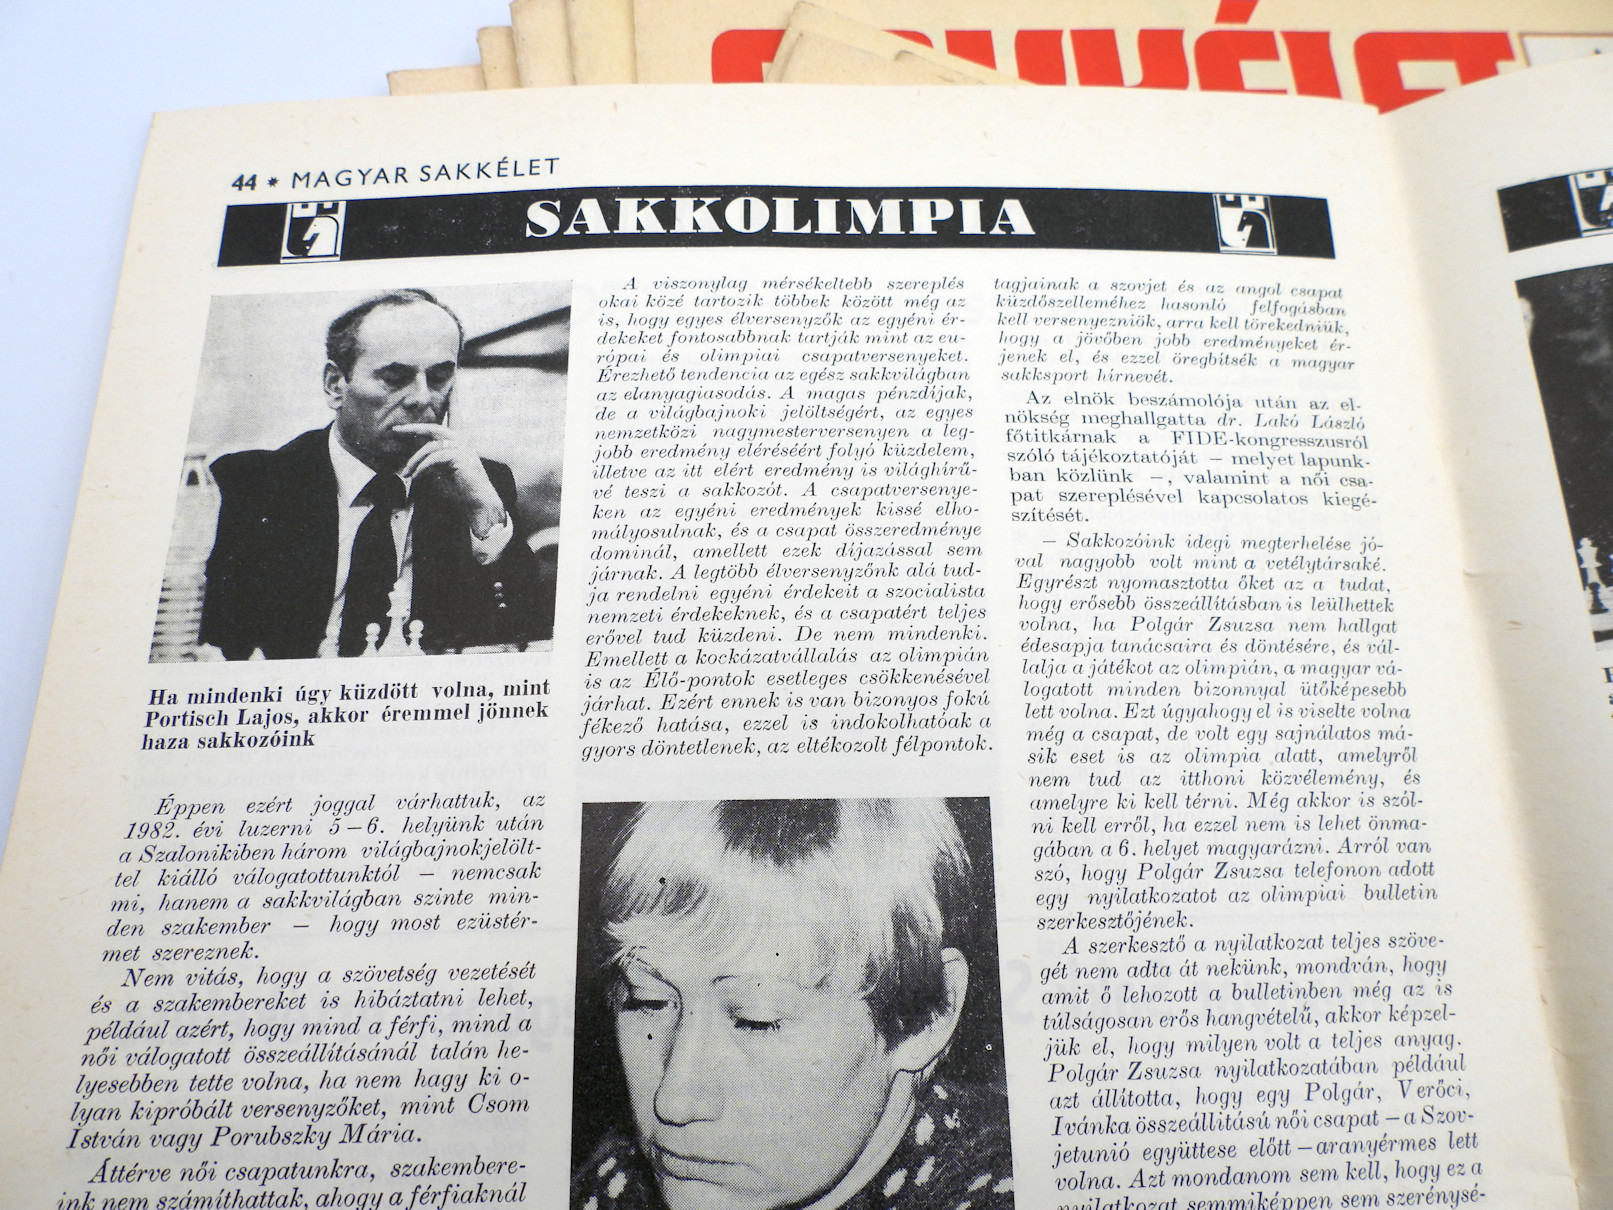 SAKKÉLET
44 * MAGYAR SAKKÉLET
SAKKOLIMPIA
Ha mindenki úgy küzdött volna, mint
Portisch Lajos, akkor éremmel jönnek
haza sakkozóink
Éppen ezért joggal várhattuk, az
1982. évi luzerni 5–6. helyünk után
a Szalonikiben három világbajnokjelölt-
tel kiálló válogatottunktól — nemcsak
mi, hanem a sakkvilágban szinte min-
den szakember — hogy most ezüstér-
met szereznek.
Nem vitás, hogy a szövetség vezetését
és a szakembereket is hibáztatni lehet,
például azért, hogy mind a férfi, mind a
női válogatott összeállításánál talán he-
lyesebben tette volna, ha nem hagy ki o-
lyan kipróbált versenyzőket, mint Csom
István vagy Porubszky Mária.
Áttérve női csapatunkra, szakembere-
ink nem számíthattak, ahogy a férfiaknál
A viszonylag mérsékeltebb szereplés
okai közé tartozik többek között még az
is, hogy egyes élversenyzők az egyéni ér-
dekeket fontosabbnak tartják mint az eu-
rópai és olimpiai csapatversenyeket.
Érezhető tendencia az egész sakkvilágban
az elanyagiasodás. A magas pénzdíjak,
de a világbajnoki jelöltségért, az egyes
nemzetközi nagymesterversenyen a leg-
jobb eredmény eléréséért folyó küzdelem,
illetve az itt elért eredmény is világhírű-
vé teszi a sakkozót. A csapatversenye-
ken az egyéni eredmények kissé elho-
mályosulnak, és a csapat összeredménye
dominál, amellett ezek díjazással sem
járnak. A legtöbb élversenyzőnk alá tud-
ja rendelni egyéni érdekeit a szocialista
nemzeti érdekeknek, és a csapatért teljes
erővel tud küzdeni. De nem mindenki.
Emellett a kockázatvállalás az olimpián
is az Élő-pontok esetleges csökkenésével
járhat. Ezért ennek is van bizonyos fokú
fékező hatása, ezzel is indokolhatóak a
gyors döntetlenek, az eltékozolt félpontok.
tagjainak a szovjet és az angol csapat
küzdőszelleméhez hasonló felfogásban
kell versenyezniök, arra kell törekedniük,
hogy a jövőben jobb eredményeket ér-
jenek el, és ezzel öregbítsék a magyar
sakksport hírnevét.
Az elnök beszámolója után az el-
nökség meghallgatta dr. Lakó László
főtitkárnak a FIDE-kongresszusról
szóló tájékoztatóját — melyet lapunk-
ban közlünk —, valamint a női csa-
pat szereplésével kapcsolatos kiegé-
szítését.
— Sakkozóink idegi megterhelése jó-
val nagyobb volt mint a vetélytársaké.
Egyrészt nyomasztotta őket az a tudat,
hogy erősebb összeállításban is leülhettek
volna, ha Polgár Zsuzsa nem hallgat
édesapja tanácsaira és döntésére, és vál-
lalja a játékot az olimpián, a magyar vá-
logatott minden bizonnyal ütőképesebb
lett volna. Ezt úgyahogy el is viselte volna
még a csapat, de volt egy sajnálatos má-
sik eset is az olimpia alatt, amelyről
nem tud az itthoni közvélemény, és
amelyre ki kell térni. Még akkor is szól-
ni kell erről, ha ezzel nem is lehet önma-
gában a 6. helyet magyarázni. Arról van
szó, hogy Polgár Zsuzsa telefonon adott
egy nyilatkozatot az olimpiai bulletin
szerkesztőjének.
A szerkesztő a nyilatkozat teljes szöve-
gét nem adta át nekünk, mondván, hogy
amit ő lehozott a bulletinben még az is
túlságosan erős hangvételű, akkor képzel-
jük el, hogy milyen volt a teljes anyag.
Polgár Zsuzsa nyilatkozatában például
azt állította, hogy egy Polgár, Verőci,
Ivánka összeállítású női csapat — a Szov-
jetunió együttese előtt — aranyérmes lett
volna. Azt mondanom sem kell, hogy ez a
nyilatkozat semmiképpen sem szerénysé-